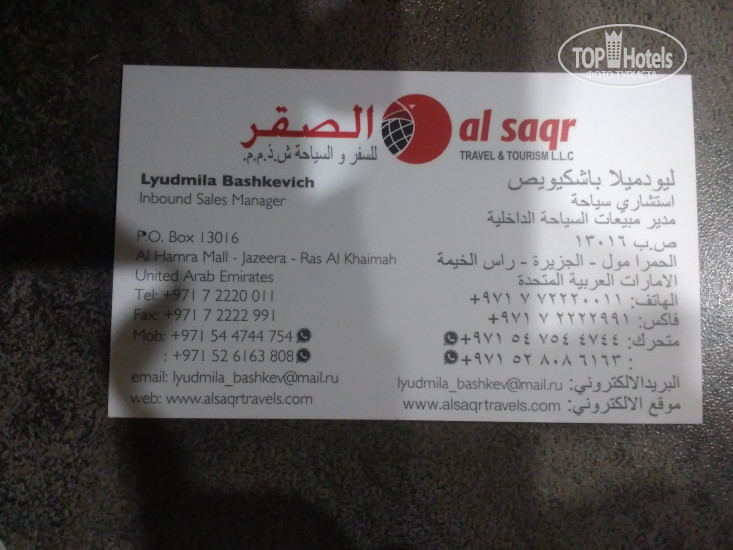 TOP Hotels
ФОТО ТУРИСТА
الصقر
للسفر و السياحة ش.ذ.م.م.
al saqr
TRAVEL & TOURISM L.L.C
Lyudmila Bashkevich
Inbound Sales Manager
P.O. Box 13016
Al Hamra Mall - Jazeera - Ras Al Khaimah
United Arab Emirates
Tel: +971 7 2220 011
Fax: +971 7 2222 991
Mob: +971 54 4744 754
: +971 52 6163 808
email: lyudmila_bashkev@mail.ru
web: www.alsaqrtravels.com
ليودميلا باشكيويص
استشاري سياحة
مدير مبيعات السياحة الداخلية
ص.ب ١٣٠١٦
الحمرا مول - الجزيرة - راس الخيمة
الامارات العربية المتحدة
الهاتف: ٩٧١ ٧ ٧٢٢٢٠٠١١+
فاكس: ٩٧١ ٧ ٧٢٢٢٢٩٩١+
متحرك: ٩٧١ ٥٤ ٧٥٤ ٤٧٤٤+
: ٩٧١ ٥٢ ٨٠٨ ٦١٦٣+
البريدالالكتروني: lyudmila_bashkev@mail.ru
موقع الالكتروني: www.alsaqrtravels.com